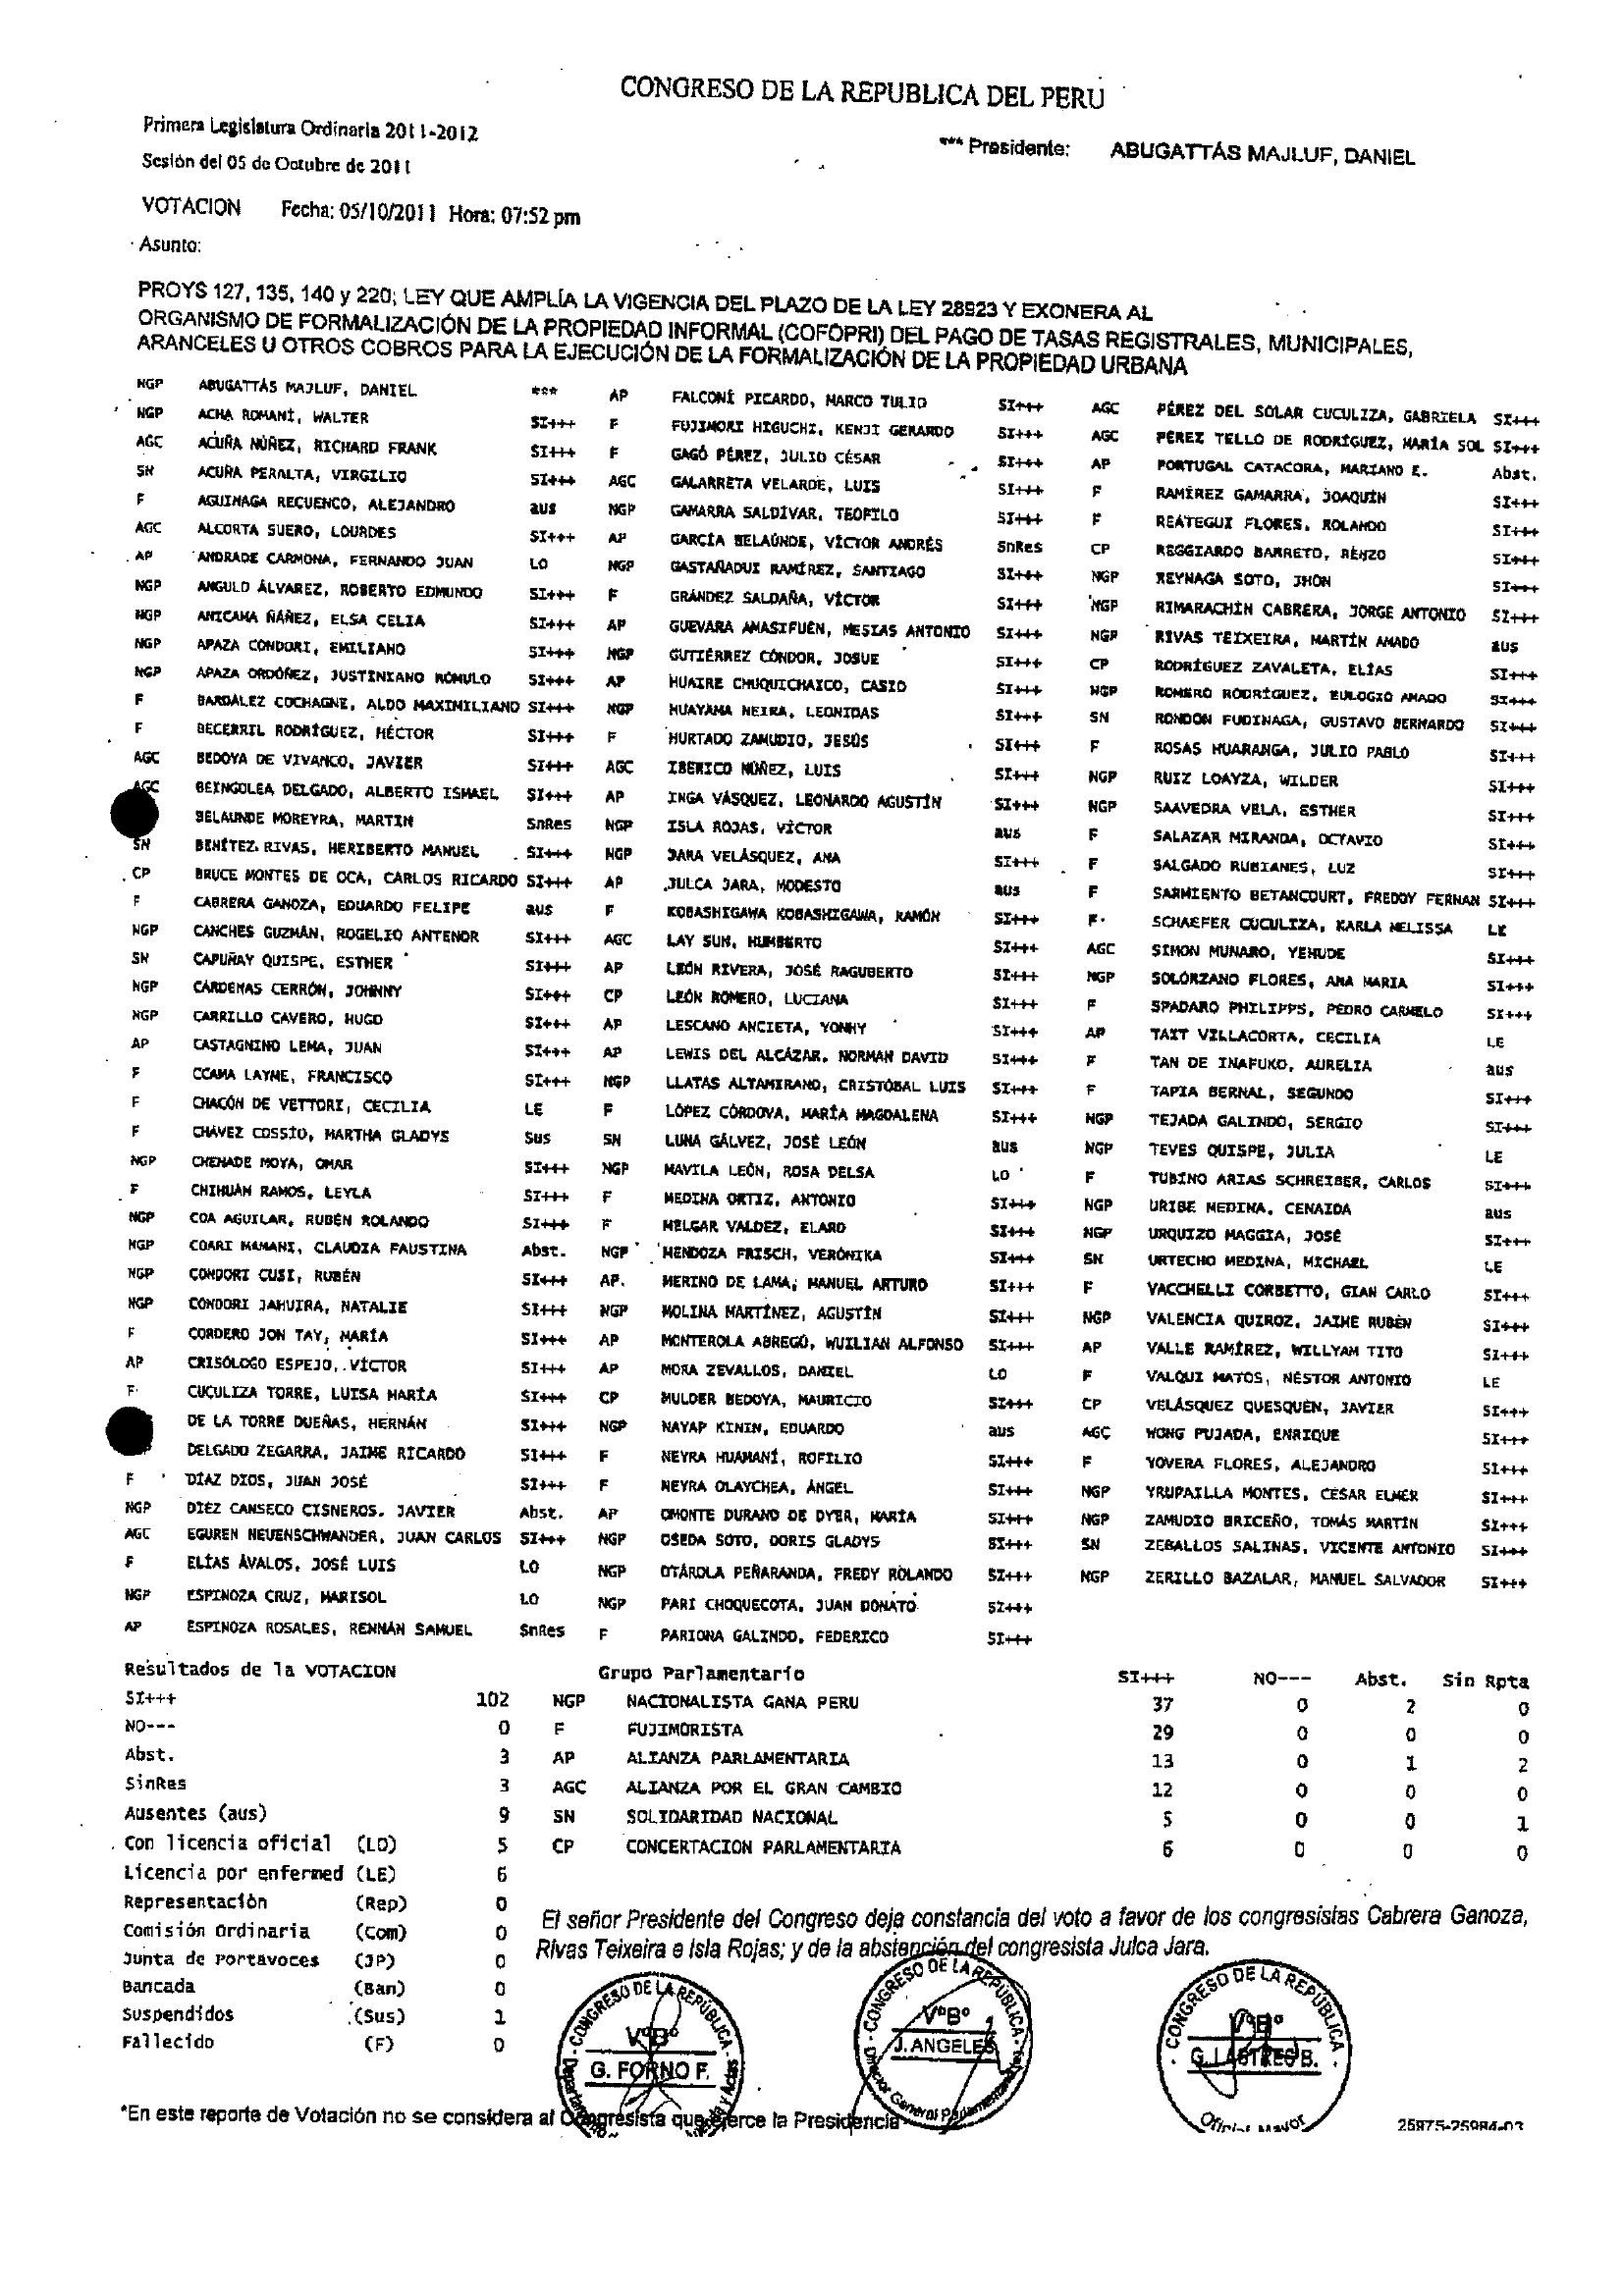 CONGRESO DE LA REPUBLICA DEL PERU
Primera Legislatura Ordinaria 2011-2012
*** Presidente: ABUGATTÁS MAJLUF, DANIEL
Sesión del 05 de Octubre de 2011
VOTACION Fecha: 05/10/2011 Hora: 07:52 pm
Asunto:
PROYS 127, 135, 140 y 220; LEY QUE AMPLÍA LA VIGENCIA DEL PLAZO DE LA LEY 28923 Y EXONERA AL
ORGANISMO DE FORMALIZACIÓN DE LA PROPIEDAD INFORMAL (COFOPRI) DEL PAGO DE TASAS REGISTRALES, MUNICIPALES,
ARANCELES U OTROS COBROS PARA LA EJECUCIÓN DE LA FORMALIZACIÓN DE LA PROPIEDAD URBANA
NGP ABUGATTÁS MAJLUF, DANIEL ***
NGP ACHA ROMANÍ, WALTER SI+++
AGC ACUÑA NÚÑEZ, RICHARD FRANK SI+++
SN ACUÑA PERALTA, VIRGILIO SI+++
F AGUINAGA RECUENCO, ALEJANDRO aus
AGC ALCORTA SUERO, LOURDES SI+++
AP ANDRADE CARMONA, FERNANDO JUAN LO
NGP ANGULO ÁLVAREZ, ROBERTO EDMUNDO SI+++
NGP ANICAMA ÑÁÑEZ, ELSA CELIA SI+++
NGP APAZA CONDORI, EMILIANO SI+++
NGP APAZA ORDÓÑEZ, JUSTINIANO RÓMULO SI+++
F BARDÁLEZ COCHAGNE, ALDO MAXIMILIANO SI+++
F BECERRIL RODRÍGUEZ, HÉCTOR SI+++
AGC BEDOYA DE VIVANCO, JAVIER SI+++
AGC BEINGOLEA DELGADO, ALBERTO ISMAEL SI+++
BELAUNDE MOREYRA, MARTIN SnRes
SN BENÍTEZ RIVAS, HERIBERTO MANUEL SI+++
CP BRUCE MONTES DE OCA, CARLOS RICARDO SI+++
F CABRERA GANOZA, EDUARDO FELIPE aus
NGP CANCHES GUZMÁN, ROGELIO ANTENOR SI+++
SN CAPUÑAY QUISPE, ESTHER SI+++
NGP CÁRDENAS CERRÓN, JOHNNY SI+++
NGP CARRILLO CAVERO, HUGO SI+++
AP CASTAGNINO LEMA, JUAN SI+++
F CCAMA LAYME, FRANCISCO SI+++
F CHACÓN DE VETTORI, CECILIA LE
F CHÁVEZ COSSÍO, MARTHA GLADYS Sus
NGP CHEHADE MOYA, OMAR SI+++
F CHIHUÁN RAMOS, LEYLA SI+++
NGP COA AGUILAR, RUBÉN ROLANDO SI+++
NGP COARI MAMANI, CLAUDIA FAUSTINA Abst.
NGP CONDORI CUSI, RUBÉN SI+++
NGP CONDORI JAHUIRA, NATALIE SI+++
F CORDERO JON TAY, MARÍA SI+++
AP CRISÓLOGO ESPEJO, VÍCTOR SI+++
F CUCULIZA TORRE, LUISA MARÍA SI+++
DE LA TORRE DUEÑAS, HERNÁN SI+++
DELGADO ZEGARRA, JAIME RICARDO SI+++
F DÍAZ DIOS, JUAN JOSÉ SI+++
NGP DIEZ CANSECO CISNEROS, JAVIER Abst.
AGC EGUREN NEUENSCHWANDER, JUAN CARLOS SI+++
F ELÍAS ÁVALOS, JOSÉ LUIS LO
NGP ESPINOZA CRUZ, MARISOL LO
AP ESPINOZA ROSALES, RENNÁN SAMUEL SnRes
AP FALCONÍ PICARDO, MARCO TULIO SI+++
F FUJIMORI HIGUCHI, KENJI GERARDO SI+++
F GAGÓ PÉREZ, JULIO CÉSAR SI+++
AGC GALARRETA VELARDE, LUIS SI+++
NGP GAMARRA SALDÍVAR, TEOFILO SI+++
AP GARCÍA BELAÚNDE, VÍCTOR ANDRÉS SnRes
NGP GASTAÑADUI RAMÍREZ, SANTIAGO SI+++
F GRÁNDEZ SALDAÑA, VÍCTOR SI+++
AP GUEVARA AMASIFUÉN, MESIAS ANTONIO SI+++
NGP GUTIÉRREZ CÓNDOR, JOSUE SI+++
AP HUAIRE CHUQUICHAICO, CASIO SI+++
NGP HUAYAMA NEIRA, LEONIDAS SI+++
F HURTADO ZAMUDIO, JESÚS SI+++
AGC IBERICO NÚÑEZ, LUIS SI+++
AP INGA VÁSQUEZ, LEONARDO AGUSTÍN SI+++
NGP ISLA ROJAS, VÍCTOR aus
NGP JARA VELÁSQUEZ, ANA SI+++
AP JULCA JARA, MODESTO aus
F KOBASHIGAWA KOBASHIGAWA, RAMÓN SI+++
AGC LAY SUN, HUMBERTO SI+++
AP LEÓN RIVERA, JOSÉ RAGUBERTO SI+++
CP LEÓN ROMERO, LUCIANA SI+++
AP LESCANO ANCIETA, YONHY SI+++
AP LEWIS DEL ALCÁZAR, NORMAN DAVID SI+++
NGP LLATAS ALTAMIRANO, CRISTÓBAL LUIS SI+++
F LÓPEZ CÓRDOVA, MARÍA MAGDALENA SI+++
SN LUNA GÁLVEZ, JOSÉ LEÓN aus
NGP MAVILA LEÓN, ROSA DELSA LO
F MEDINA ORTIZ, ANTONIO SI+++
F MELGAR VALDEZ, ELARD SI+++
NGP MENDOZA FRISCH, VERÓNIKA SI+++
AP. MERINO DE LAMA, MANUEL ARTURO SI+++
NGP MOLINA MARTÍNEZ, AGUSTÍN SI+++
AP MONTEROLA ABREGÚ, WUILIAN ALFONSO SI+++
AP MORA ZEVALLOS, DANIEL LO
CP MULDER BEDOYA, MAURICIO SI+++
NGP NAYAP KININ, EDUARDO aus
F NEYRA HUAMANÍ, ROFILIO SI+++
F NEYRA OLAYCHEA, ÁNGEL SI+++
AP OMONTE DURAND DE DYER, MARÍA SI+++
NGP OSEDA SOTO, DORIS GLADYS SI+++
NGP OTÁROLA PEÑARANDA, FREDY ROLANDO SI+++
NGP PARI CHOQUECOTA, JUAN DONATO SI+++
F PARIONA GALINDO, FEDERICO SI+++
AGC PÉREZ DEL SOLAR CUCULIZZA, GABRIELA SI+++
AGC PÉREZ TELLO DE RODRÍGUEZ, MARÍA SOL SI+++
AP PORTUGAL CATACORA, MARIANO E. Abst.
F RAMÍREZ GAMARRA, JOAQUÍN SI+++
F REÁTEGUI FLORES, ROLANDO SI+++
CP REGGIARDO BARRETO, RENZO SI+++
NGP REYNAGA SOTO, JHON SI+++
NGP RIMARACHÍN CABRERA, JORGE ANTONIO SI+++
NGP RIVAS TEIXEIRA, MARTÍN AMADO aus
CP RODRÍGUEZ ZAVALETA, ELÍAS SI+++
NGP ROMERO RODRÍGUEZ, EULOGIO AMADO SI+++
SN RONDÓN FUDINAGA, GUSTAVO BERNARDO SI+++
F ROSAS HUARANGA, JULIO PABLO SI+++
NGP RUIZ LOAYZA, WILDER SI+++
NGP SAAVEDRA VELA, ESTHER SI+++
F SALAZAR MIRANDA, OCTAVIO SI+++
F SALGADO RUBIANES, LUZ SI+++
F SARMIENTO BETANCOURT, FREDDY FERNAN SI+++
F SCHAEFER CUCULIZA, KARLA MELISSA LE
AGC SIMON MUNARO, YEHUDE SI+++
NGP SOLÓRZANO FLORES, ANA MARIA SI+++
F SPADARO PHILIPPS, PEDRO CARMELO SI+++
AP TAIT VILLACORTA, CECILIA LE
F TAN DE INAFUKO, AURELIA aus
F TAPIA BERNAL, SEGUNDO SI+++
NGP TEJADA GALINDO, SERGIO SI+++
NGP TEVES QUISPE, JULIA LE
F TUBINO ARIAS SCHREIBER, CARLOS SI+++
NGP URIBE MEDINA, CENAIDA aus
NGP URQUIZO MAGGIA, JOSÉ SI+++
SN URTECHO MEDINA, MICHAEL LE
F VACCHELLI CORBETTO, GIAN CARLO SI+++
NGP VALENCIA QUIROZ, JAIME RUBÉN SI+++
AP VALLE RAMÍREZ, WILLYAM TITO SI+++
F VALQUI MATOS, NÉSTOR ANTONIO LE
CP VELÁSQUEZ QUESQUÉN, JAVIER SI+++
AGC WONG PUJADA, ENRIQUE SI+++
F YOVERA FLORES, ALEJANDRO SI+++
NGP YRUPAILLA MONTES, CÉSAR ELMER SI+++
NGP ZAMUDIO BRICEÑO, TOMÁS MARTÍN SI+++
SN ZEBALLOS SALINAS, VICENTE ANTONIO SI+++
NGP ZERILLO BAZALAR, MANUEL SALVADOR SI+++
Resultados de la VOTACION
SI+++ 102
NO--- 0
Abst. 3
SinRes 3
Ausentes (aus) 9
Con licencia oficial (LO) 5
Licencia por enfermed (LE) 6
Representación (Rep) 0
Comisión Ordinaria (Com) 0
Junta de Portavoces (JP) 0
Bancada (Ban) 0
Suspendidos (Sus) 1
Fallecido (F) 0
Grupo Parlamentario SI+++ NO--- Abst. Sin Rpta
NGP NACIONALISTA GANA PERU 37 0 2 0
F FUJIMORISTA 29 0 0 0
AP ALIANZA PARLAMENTARIA 13 0 1 2
AGC ALIANZA POR EL GRAN CAMBIO 12 0 0 0
SN SOLIDARIDAD NACIONAL 5 0 0 1
CP CONCERTACION PARLAMENTARIA 6 0 0 0
El señor Presidente del Congreso deja constancia del voto a favor de los congresistas Cabrera Ganoza,
Rivas Teixeira e Isla Rojas; y de la abstención del congresista Julca Jara.
CONGRESO DE LA REPÚBLICA
VºBº
G. FORNO F.
CONGRESO DE LA REPÚBLICA
VºBº
J. ANGELES
Director General Parlamentario
CONGRESO DE LA REPÚBLICA
VºBº
G. LASTRES B.
Oficial Mayor
*En este reporte de Votación no se considera al Congresista que ejerce la Presidencia
25875-25984-03